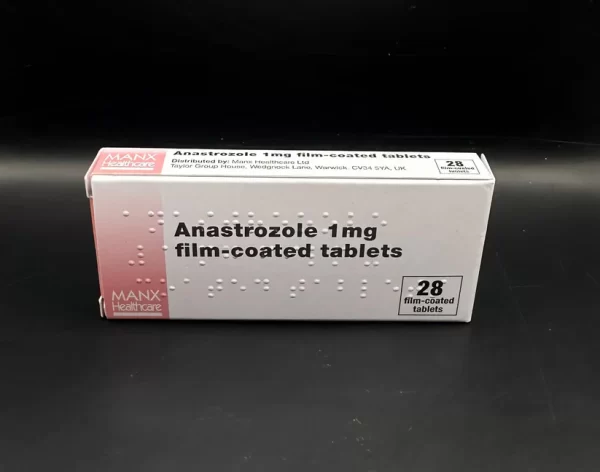 MANX
Healthcare
Anastrozole 1mg film-coated tablets
Distributed by: Manx Healthcare Ltd
Taylor Group House, Wedgnock Lane, Warwick, CV34 5YA, UK
28
film-coated
tablets
Anastrozole 1mg
film-coated tablets
MANX
Healthcare
28
film-coated
tablets